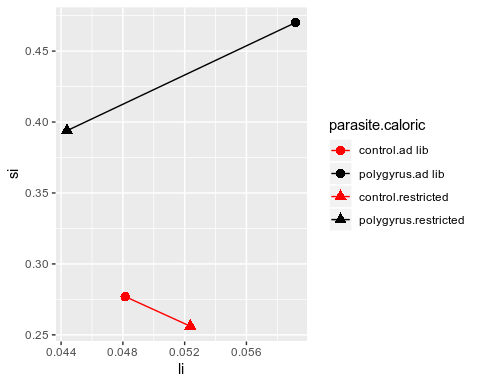 0.45
0.40
0.35
0.30
0.25
si
0.044 0.048 0.052 0.056
li
parasite.caloric
control.ad lib
polygyrus.ad lib
control.restricted
polygyrus.restricted